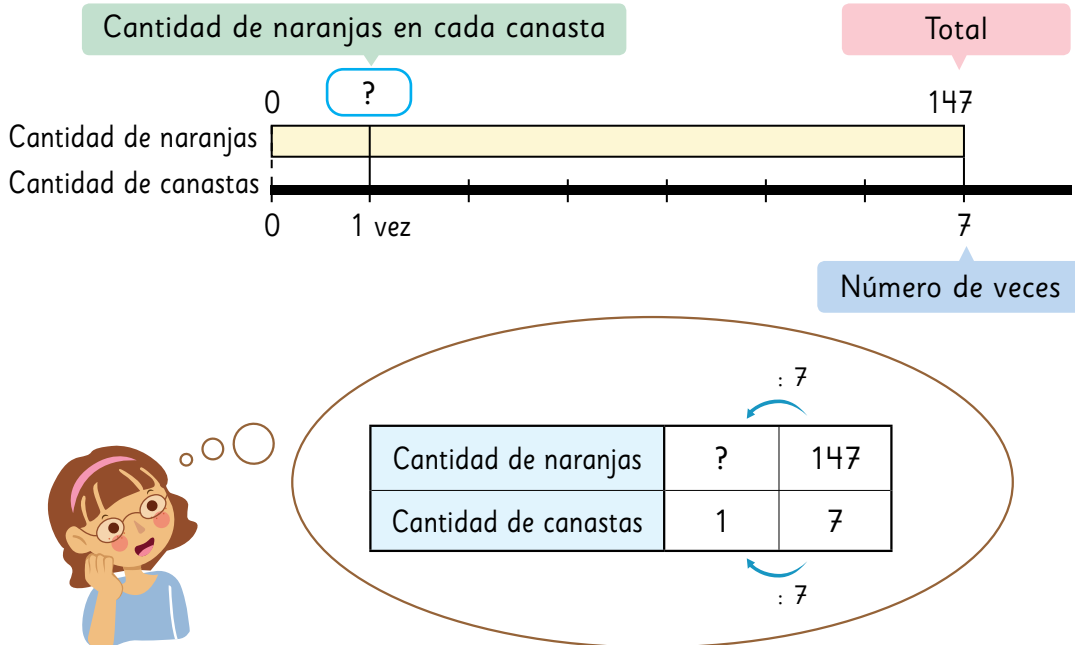 Cantidad de naranjas en cada canasta
Total
0
?
147
Cantidad de naranjas
Cantidad de canastas
0
1 vez
7
Número de veces
: 7
Cantidad de naranjas ? 147
Cantidad de canastas 1 7
: 7